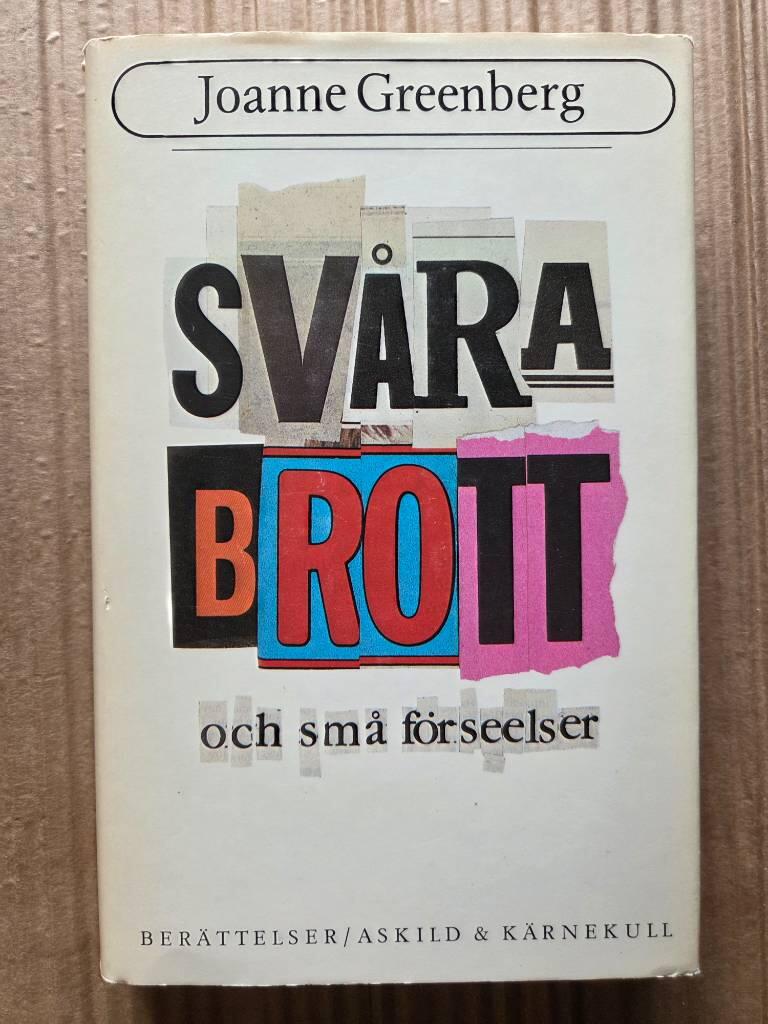 Joanne Greenberg
SVÅRA
BROTT
och små förseelser
BERÄTTELSER/ASKILD & KÄRNEKULL